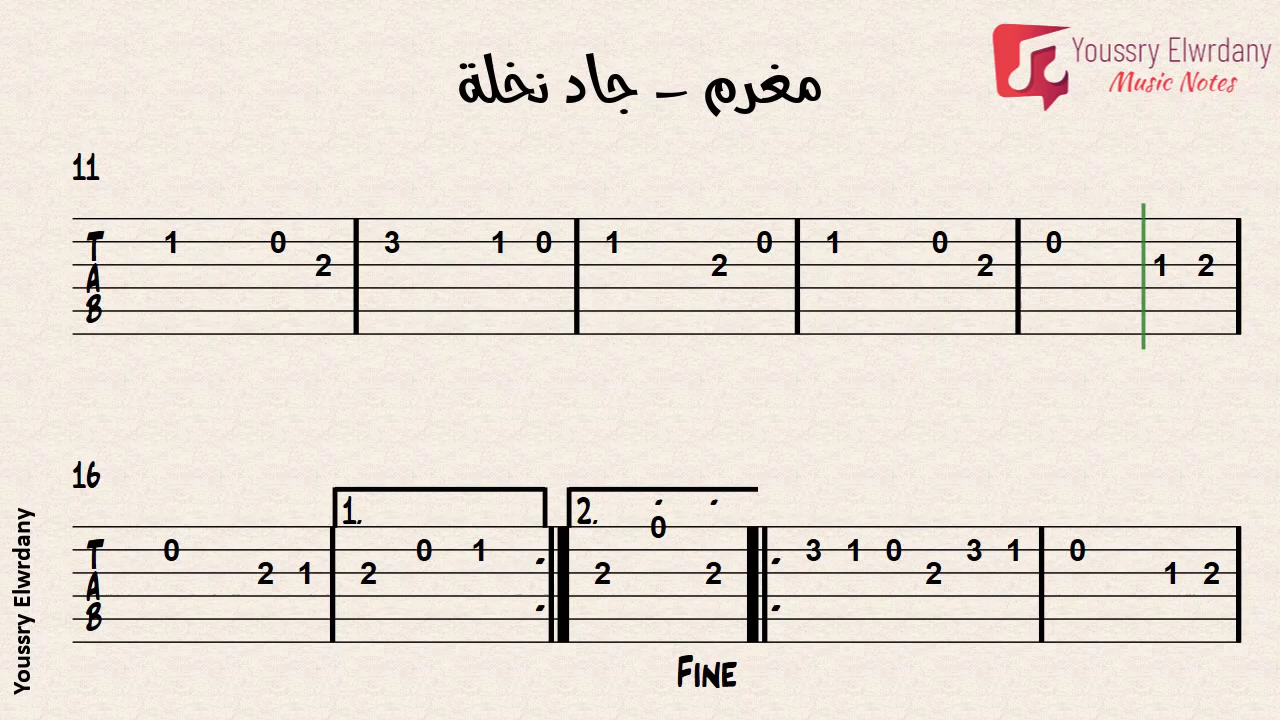 مغرم - جاد نخلة
Youssry Elwrdany
Music Notes
11
T A B
1 0 2 3 1 0 1 2 0 1 0 2 0 1 2
16
1. 2.
T A B
0 2 1 2 0 1 2 0 2 3 1 0 2 3 1 0 1 2
FINE
Youssry Elwrdany